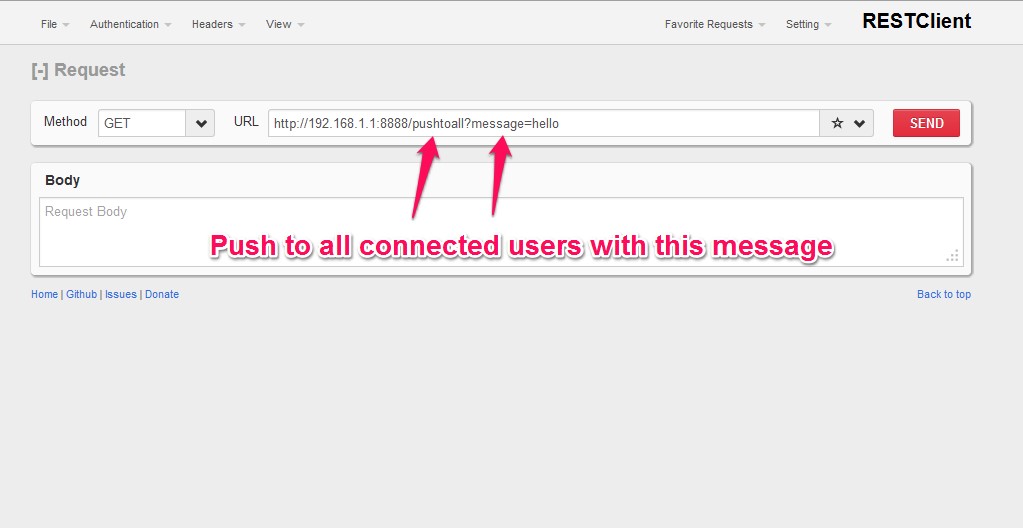 File Authentication Headers View Favorite Requests Setting RESTClient
[-] Request
Method GET URL http://192.168.1.1:8888/pushtoall?message=hello SEND
Body
Request Body
Push to all connected users with this message
Home | Github | Issues | Donate Back to top